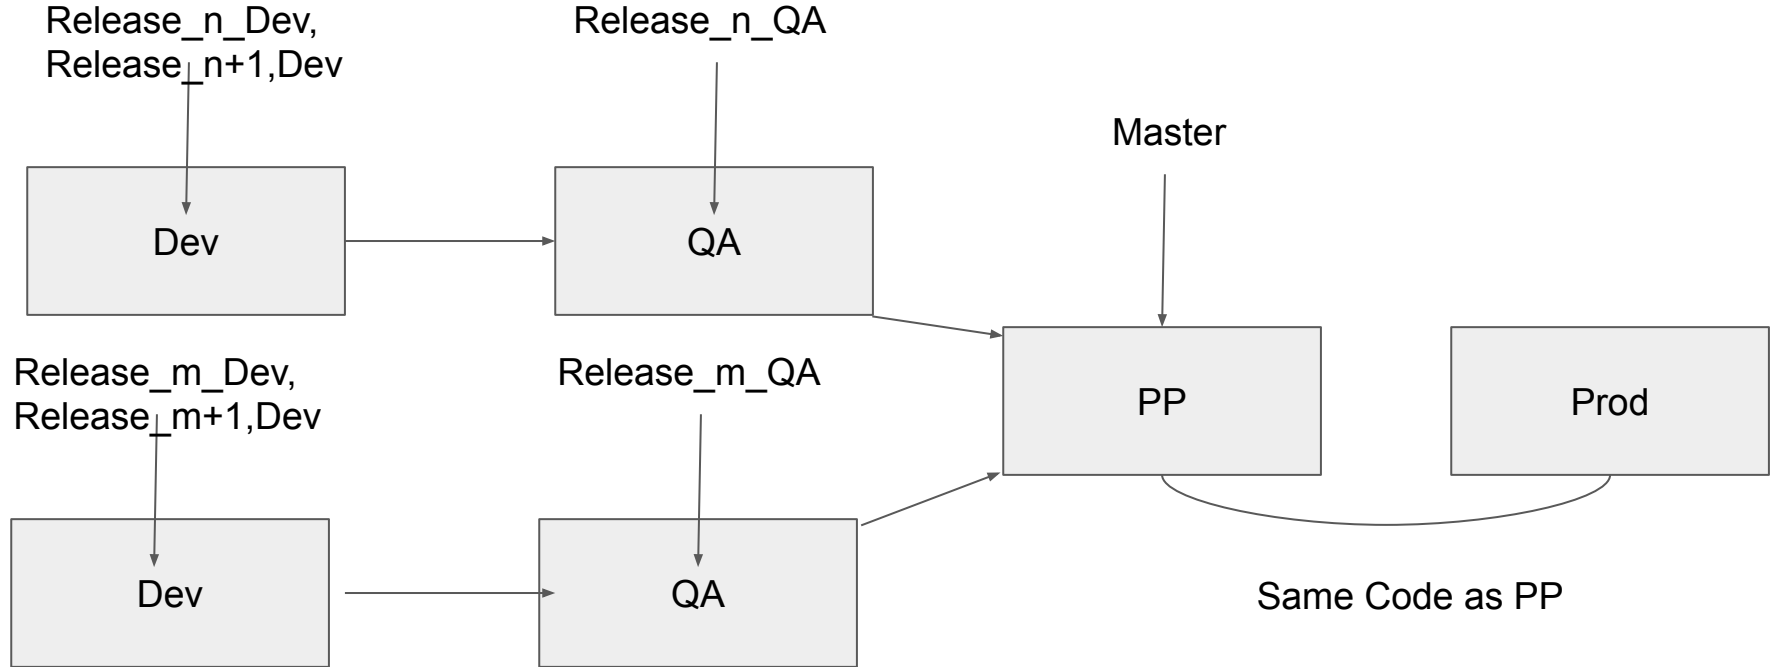 Release_n_Dev,
Release_n+1,Dev
Release_n_QA
Master
Dev
QA
Release_m_Dev,
Release_m+1,Dev
Release_m_QA
PP
Prod
Dev
QA
Same Code as PP